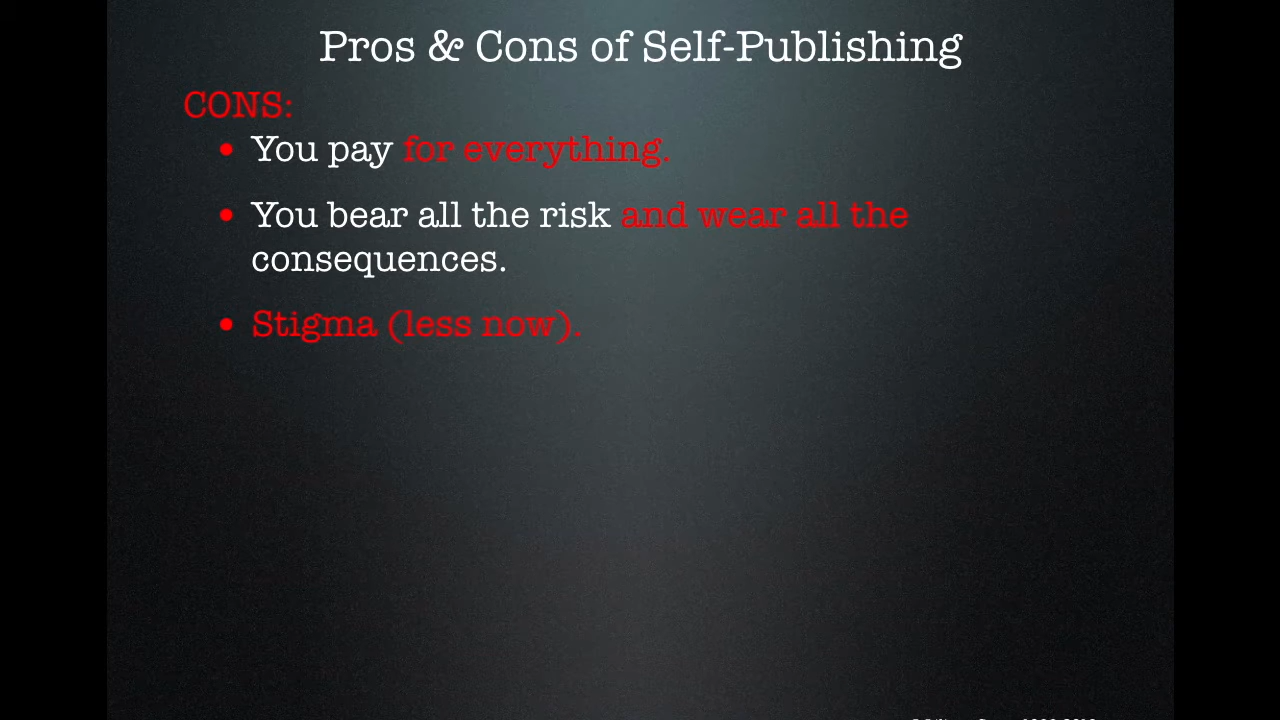 Pros & Cons of Self-Publishing
CONS:
• You pay for everything.
• You bear all the risk and wear all the
consequences.
• Stigma (less now).